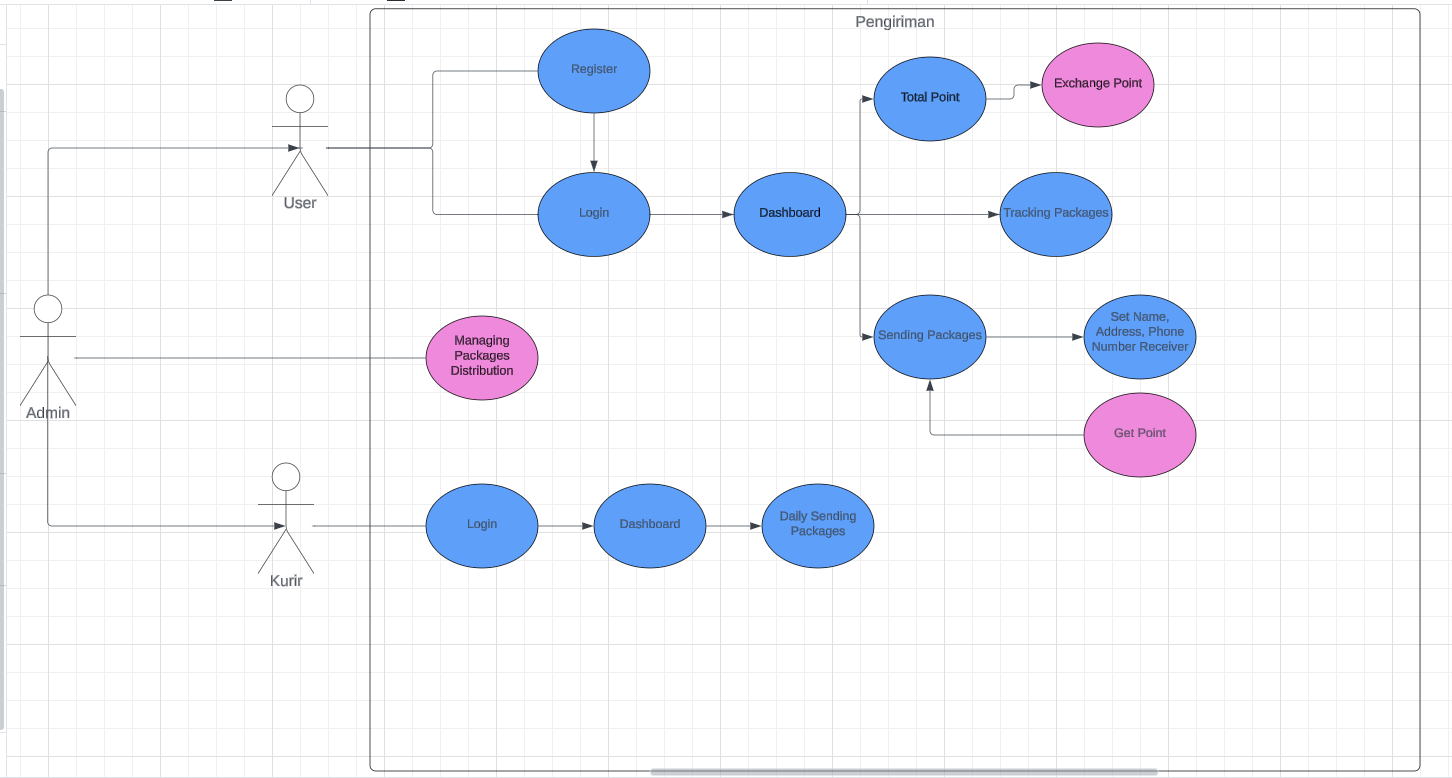 Pengiriman
Register
Total Point
Exchange Point
User
Login
Dashboard
Tracking Packages
Admin
Managing
Packages
Distribution
Sending Packages
Set Name,
Address, Phone
Number Receiver
Get Point
Kurir
Login
Dashboard
Daily Sending
Packages